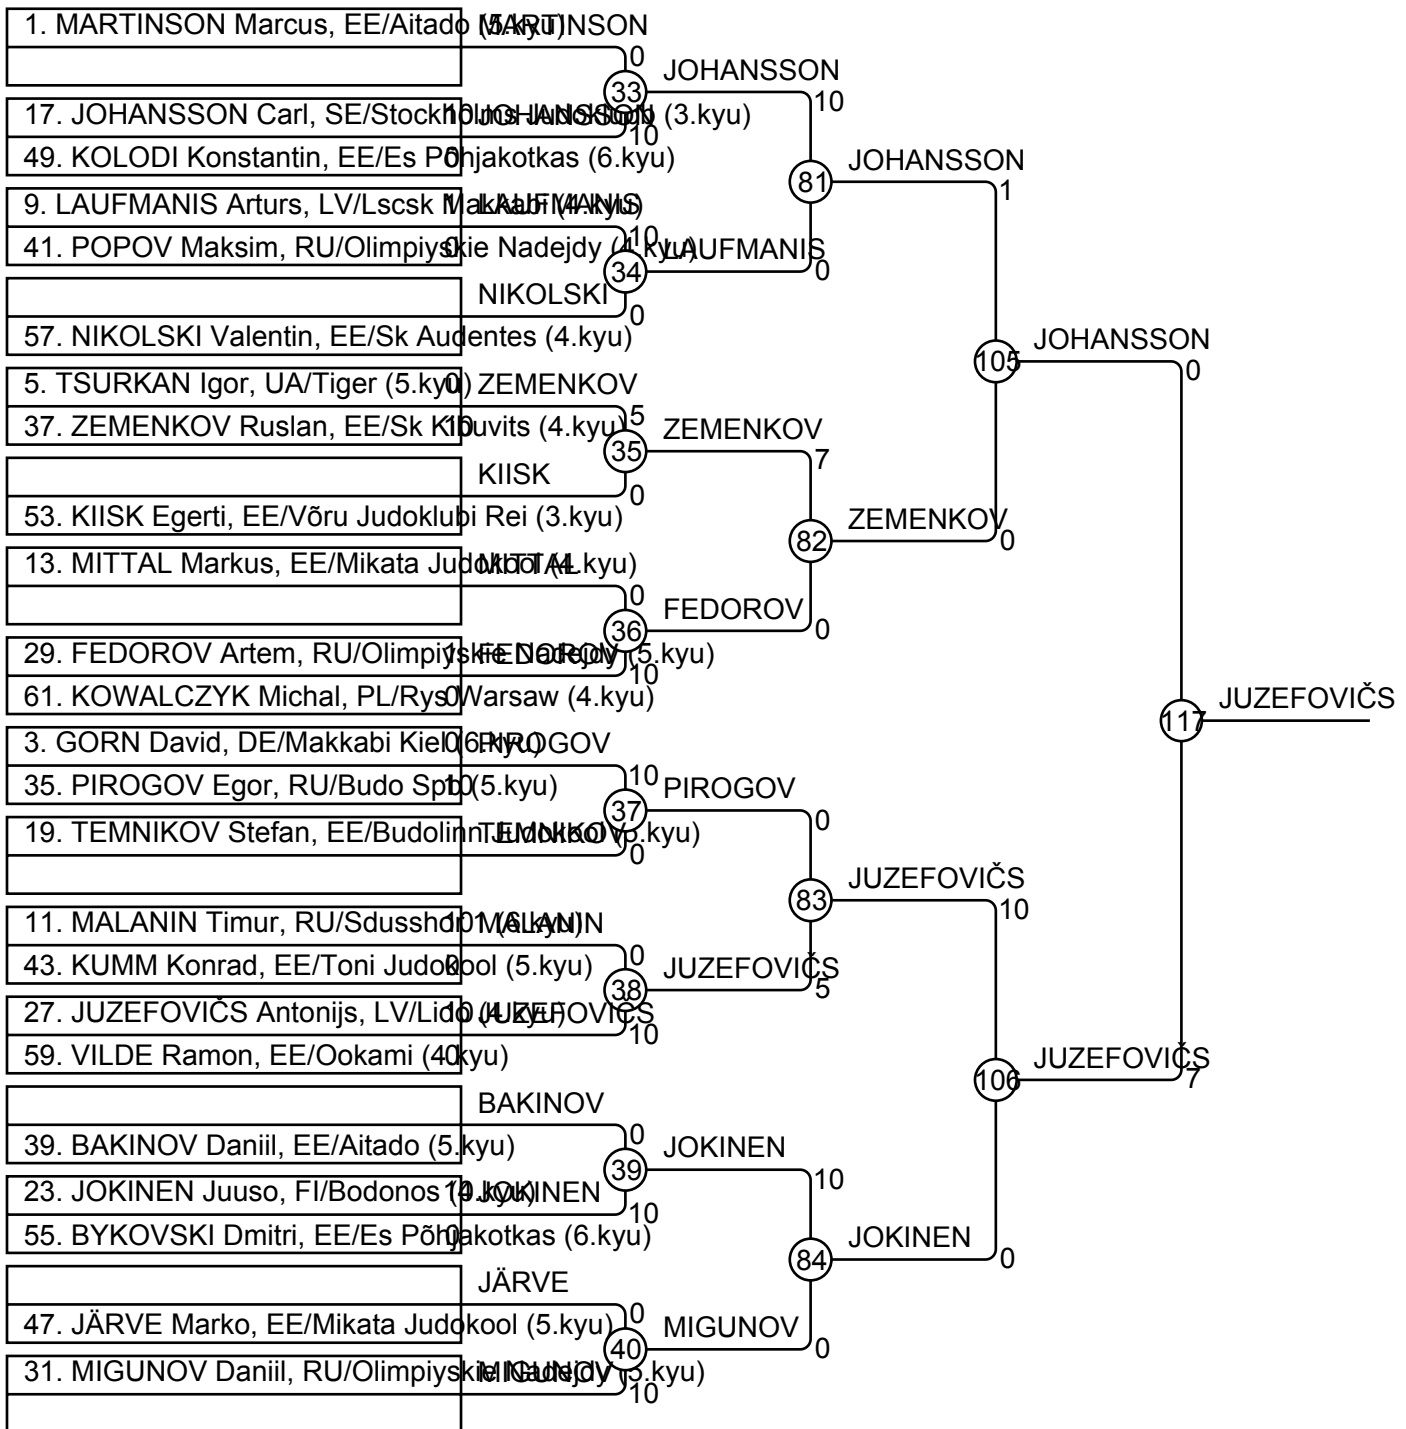 1. MARTINSON Marcus, EE/Aitado (5.kyu)
17. JOHANSSON Carl, SE/Stockholms Judoklubb (3.kyu) 10
49. KOLODI Konstantin, EE/Es Põhjakotkas (6.kyu) 0
9. LAUFMANIS Arturs, LV/Lscsk Makkabi (4.kyu) 1
41. POPOV Maksim, RU/Olimpiyskie Nadejdy (4.kyu) 0
57. NIKOLSKI Valentin, EE/Sk Audentes (4.kyu)
5. TSURKAN Igor, UA/Tiger (5.kyu) 0
37. ZEMENKOV Ruslan, EE/Sk Kibuvits (4.kyu) 10
53. KIISK Egerti, EE/Võru Judoklubi Rei (3.kyu)
13. MITTAL Markus, EE/Mikata Judokool (4.kyu)
29. FEDOROV Artem, RU/Olimpiyskie Nadejdy (5.kyu) 1
61. KOWALCZYK Michal, PL/Rys Warsaw (4.kyu) 0
3. GORN David, DE/Makkabi Kiel (6.kyu) 0
35. PIROGOV Egor, RU/Budo Spb (5.kyu) 10
19. TEMNIKOV Stefan, EE/Budolinn Judokool
11. MALANIN Timur, RU/Sdusshor 1 (6.kyu) 10
43. KUMM Konrad, EE/Toni Judokool (5.kyu) 0
27. JUZEFOVIČS Antonijs, LV/Lido (4.kyu) 10
59. VILDE Ramon, EE/Ookami (4.kyu) 0
39. BAKINOV Daniil, EE/Aitado (5.kyu)
23. JOKINEN Juuso, FI/Bodonos (4.kyu) 10
55. BYKOVSKI Dmitri, EE/Es Põhjakotkas (6.kyu) 0
47. JÄRVE Marko, EE/Mikata Judokool (5.kyu)
31. MIGUNOV Daniil, RU/Olimpiyskie Nadejdy (5.kyu)
MARTINSON
0
33
JOHANSSON
10
LAUFMANIS
10
34
NIKOLSKI
0
ZEMENKOV
5
35
KIISK
0
MITTAL
0
36
FEDOROV
10
PIROGOV
10
37
TEMNIKOV
0
MALANIN
0
38
JUZEFOVIČS
10
BAKINOV
0
39
JOKINEN
10
JÄRVE
0
40
MIGUNOV
10
JOHANSSON
10
81
LAUFMANIS
0
ZEMENKOV
7
82
FEDOROV
0
PIROGOV
0
83
JUZEFOVIČS
5
JOKINEN
10
84
MIGUNOV
0
JOHANSSON
1
105
ZEMENKOV
0
JUZEFOVIČS
10
106
JOKINEN
0
JOHANSSON
0
117
JUZEFOVIČS
7
JUZEFOVIČS